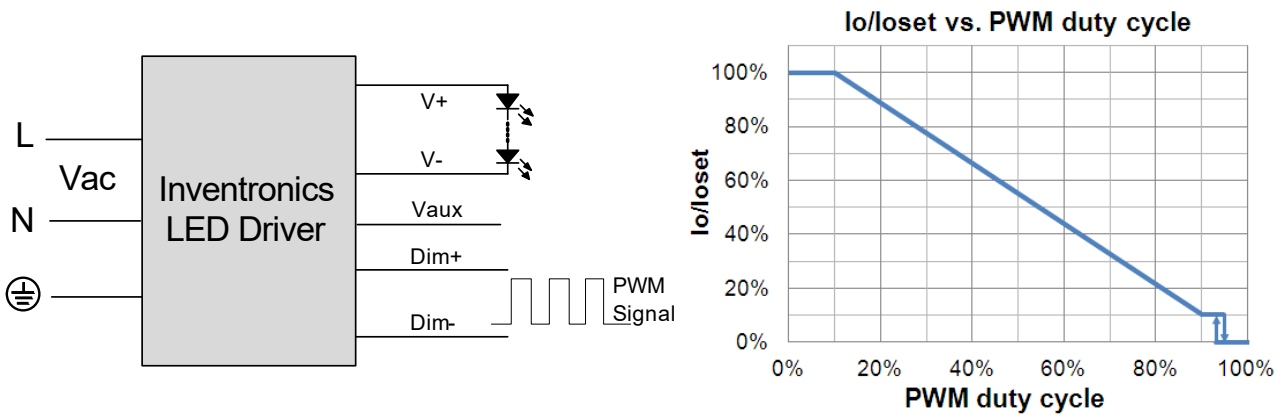 L
Vac
N
Inventronics
LED Driver
V+
V-
Vaux
Dim+
Dim-
PWM
Signal
Io/Ioset vs. PWM duty cycle
Io/Ioset
100%
80%
60%
40%
20%
0%
0% 20% 40% 60% 80% 100%
PWM duty cycle